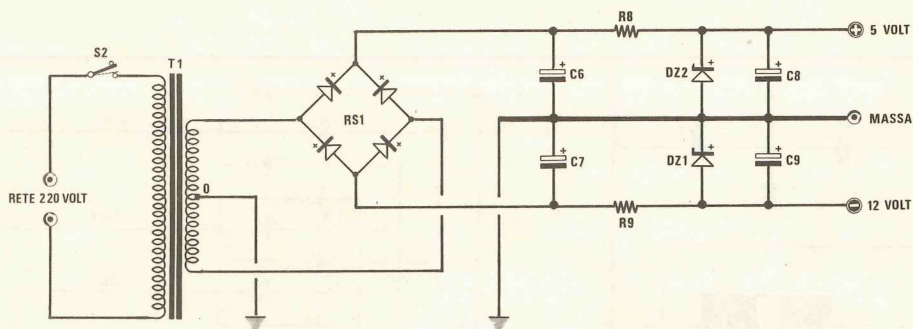 S2
T1
RS1
0
RETE 220 VOLT
R8
C6
DZ2
C8
C7
DZ1
C9
R9
5 VOLT
MASSA
12 VOLT